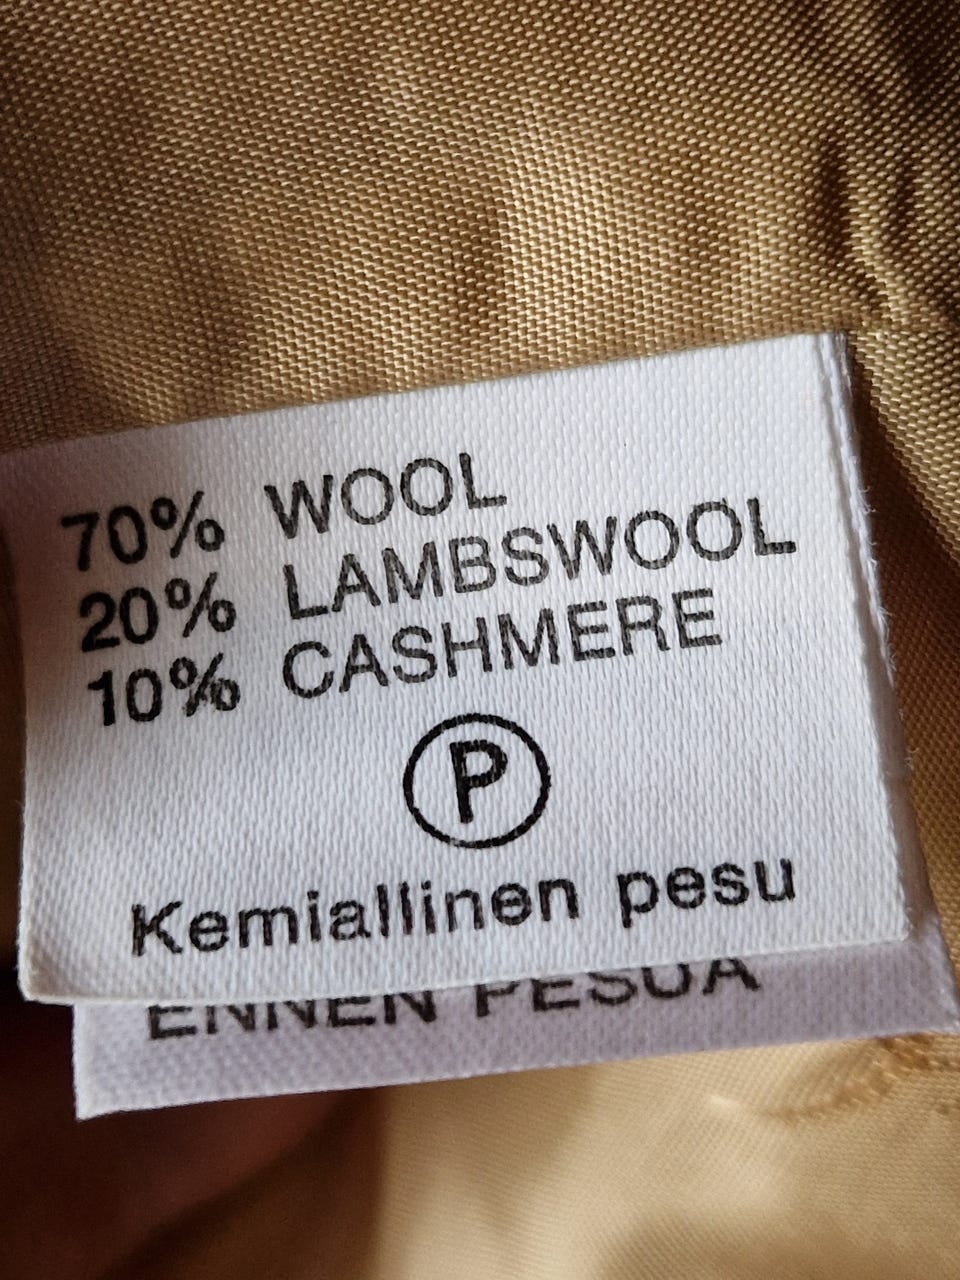 70% WOOL
20% LAMBSWOOL
10% CASHMERE
P
Kemiallinen pesu
ENNEN PESUA